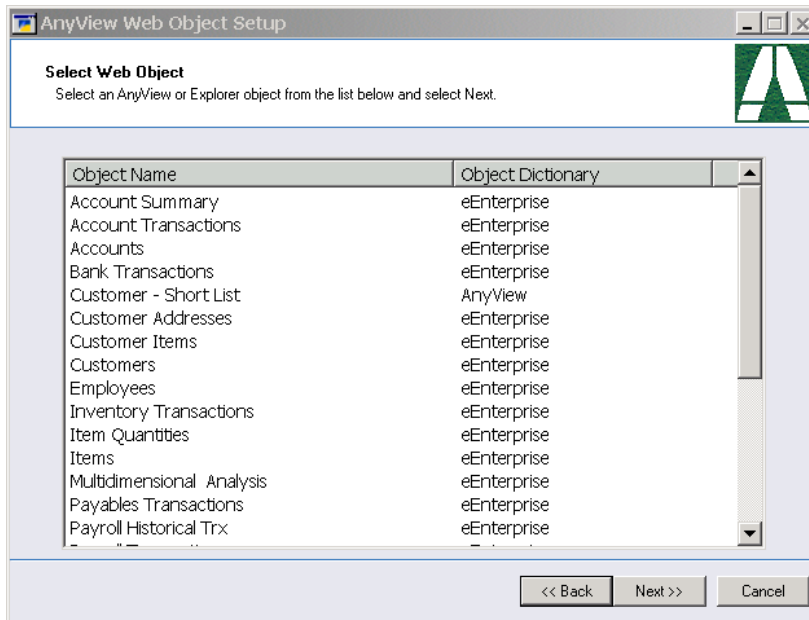 AnyView Web Object Setup
Select Web Object
Select an AnyView or Explorer object from the list below and select Next.
Object Name Object Dictionary
Account Summary eEnterprise
Account Transactions eEnterprise
Accounts eEnterprise
Bank Transactions eEnterprise
Customer - Short List AnyView
Customer Addresses eEnterprise
Customer Items eEnterprise
Customers eEnterprise
Employees eEnterprise
Inventory Transactions eEnterprise
Item Quantities eEnterprise
Items eEnterprise
Multidimensional Analysis eEnterprise
Payables Transactions eEnterprise
Payroll Historical Trx eEnterprise
<< Back Next >> Cancel